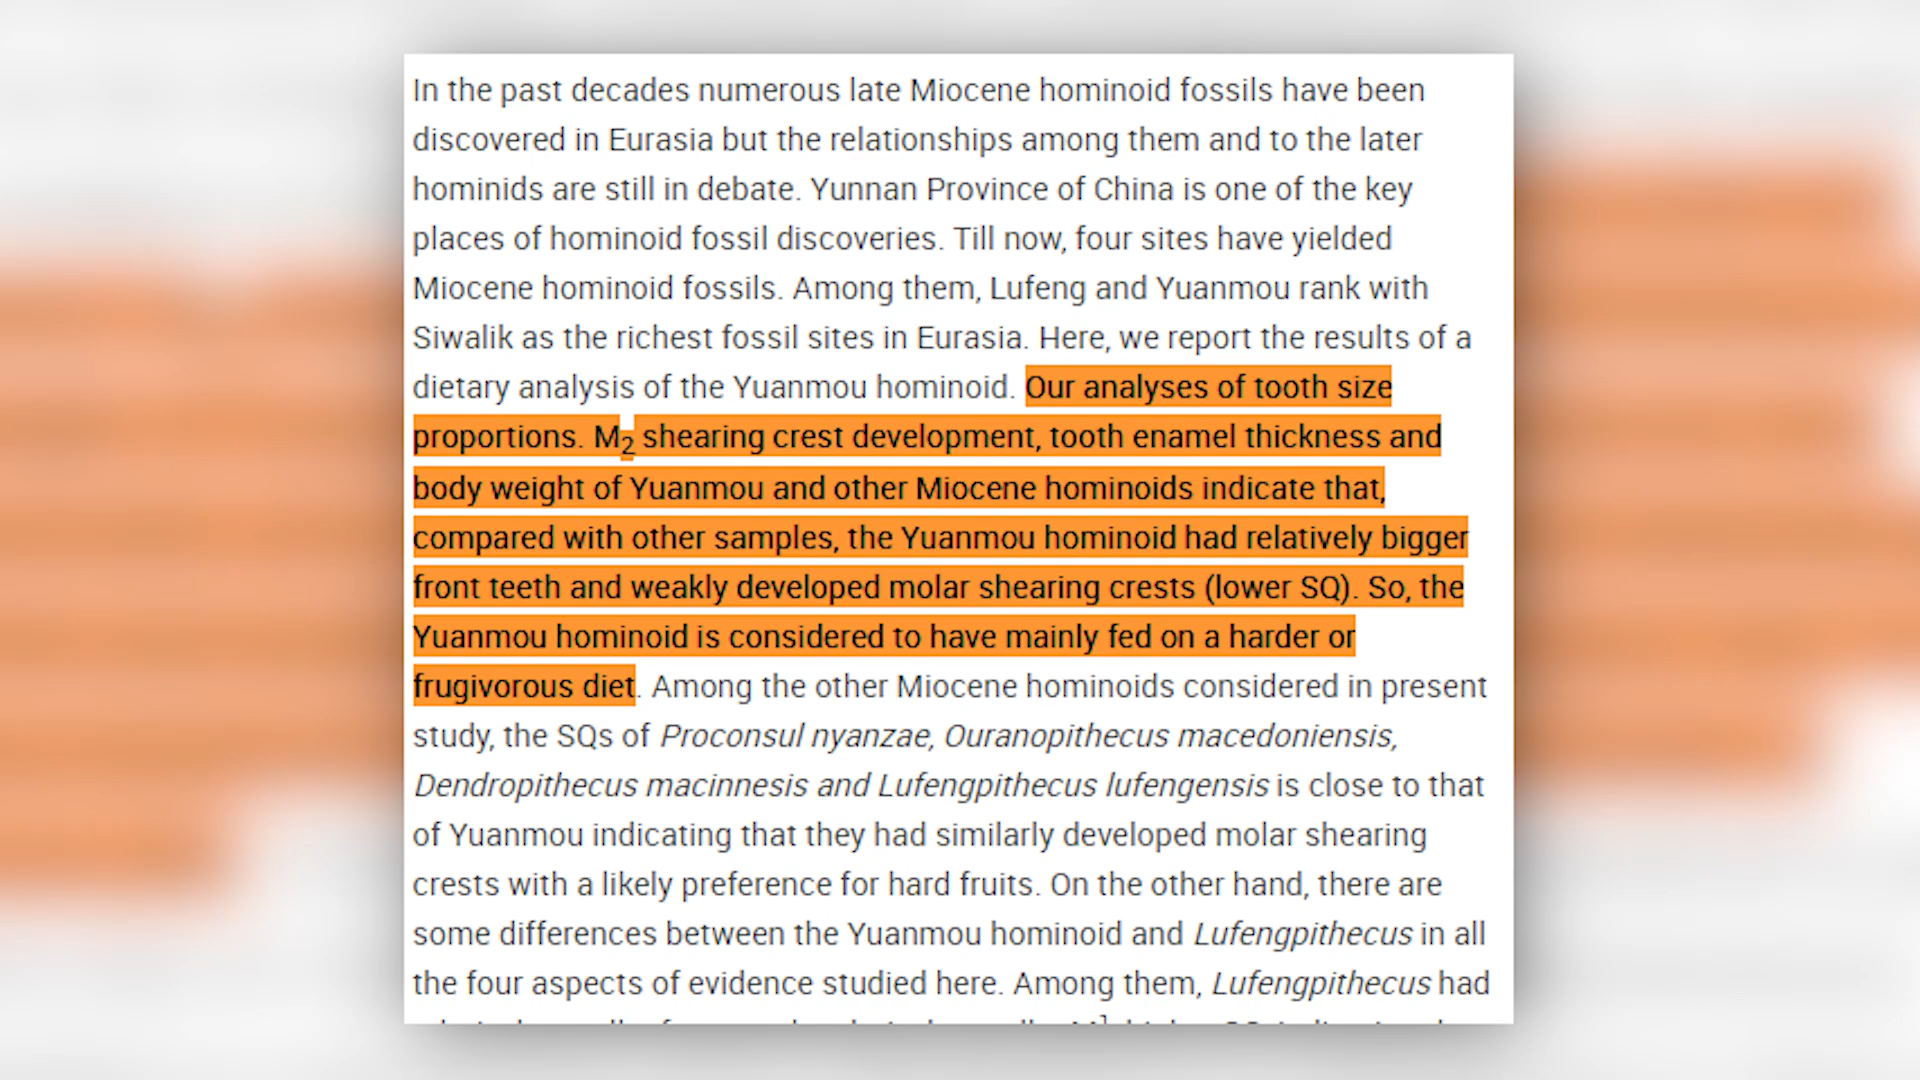 In the past decades numerous late Miocene hominoid fossils have been
discovered in Eurasia but the relationships among them and to the later
hominids are still in debate. Yunnan Province of China is one of the key
places of hominoid fossil discoveries. Till now, four sites have yielded
Miocene hominoid fossils. Among them, Lufeng and Yuanmou rank with
Siwalik as the richest fossil sites in Eurasia. Here, we report the results of a
dietary analysis of the Yuanmou hominoid. Our analyses of tooth size
proportions. M2 shearing crest development, tooth enamel thickness and
body weight of Yuanmou and other Miocene hominoids indicate that,
compared with other samples, the Yuanmou hominoid had relatively bigger
front teeth and weakly developed molar shearing crests (lower SQ). So, the
Yuanmou hominoid is considered to have mainly fed on a harder or
frugivorous diet. Among the other Miocene hominoids considered in present
study, the SQs of Proconsul nyanzae, Ouranopithecus macedoniensis,
Dendropithecus macinnesis and Lufengpithecus lufengensis is close to that
of Yuanmou indicating that they had similarly developed molar shearing
crests with a likely preference for hard fruits. On the other hand, there are
some differences between the Yuanmou hominoid and Lufengpithecus in all
the four aspects of evidence studied here. Among them, Lufengpithecus had